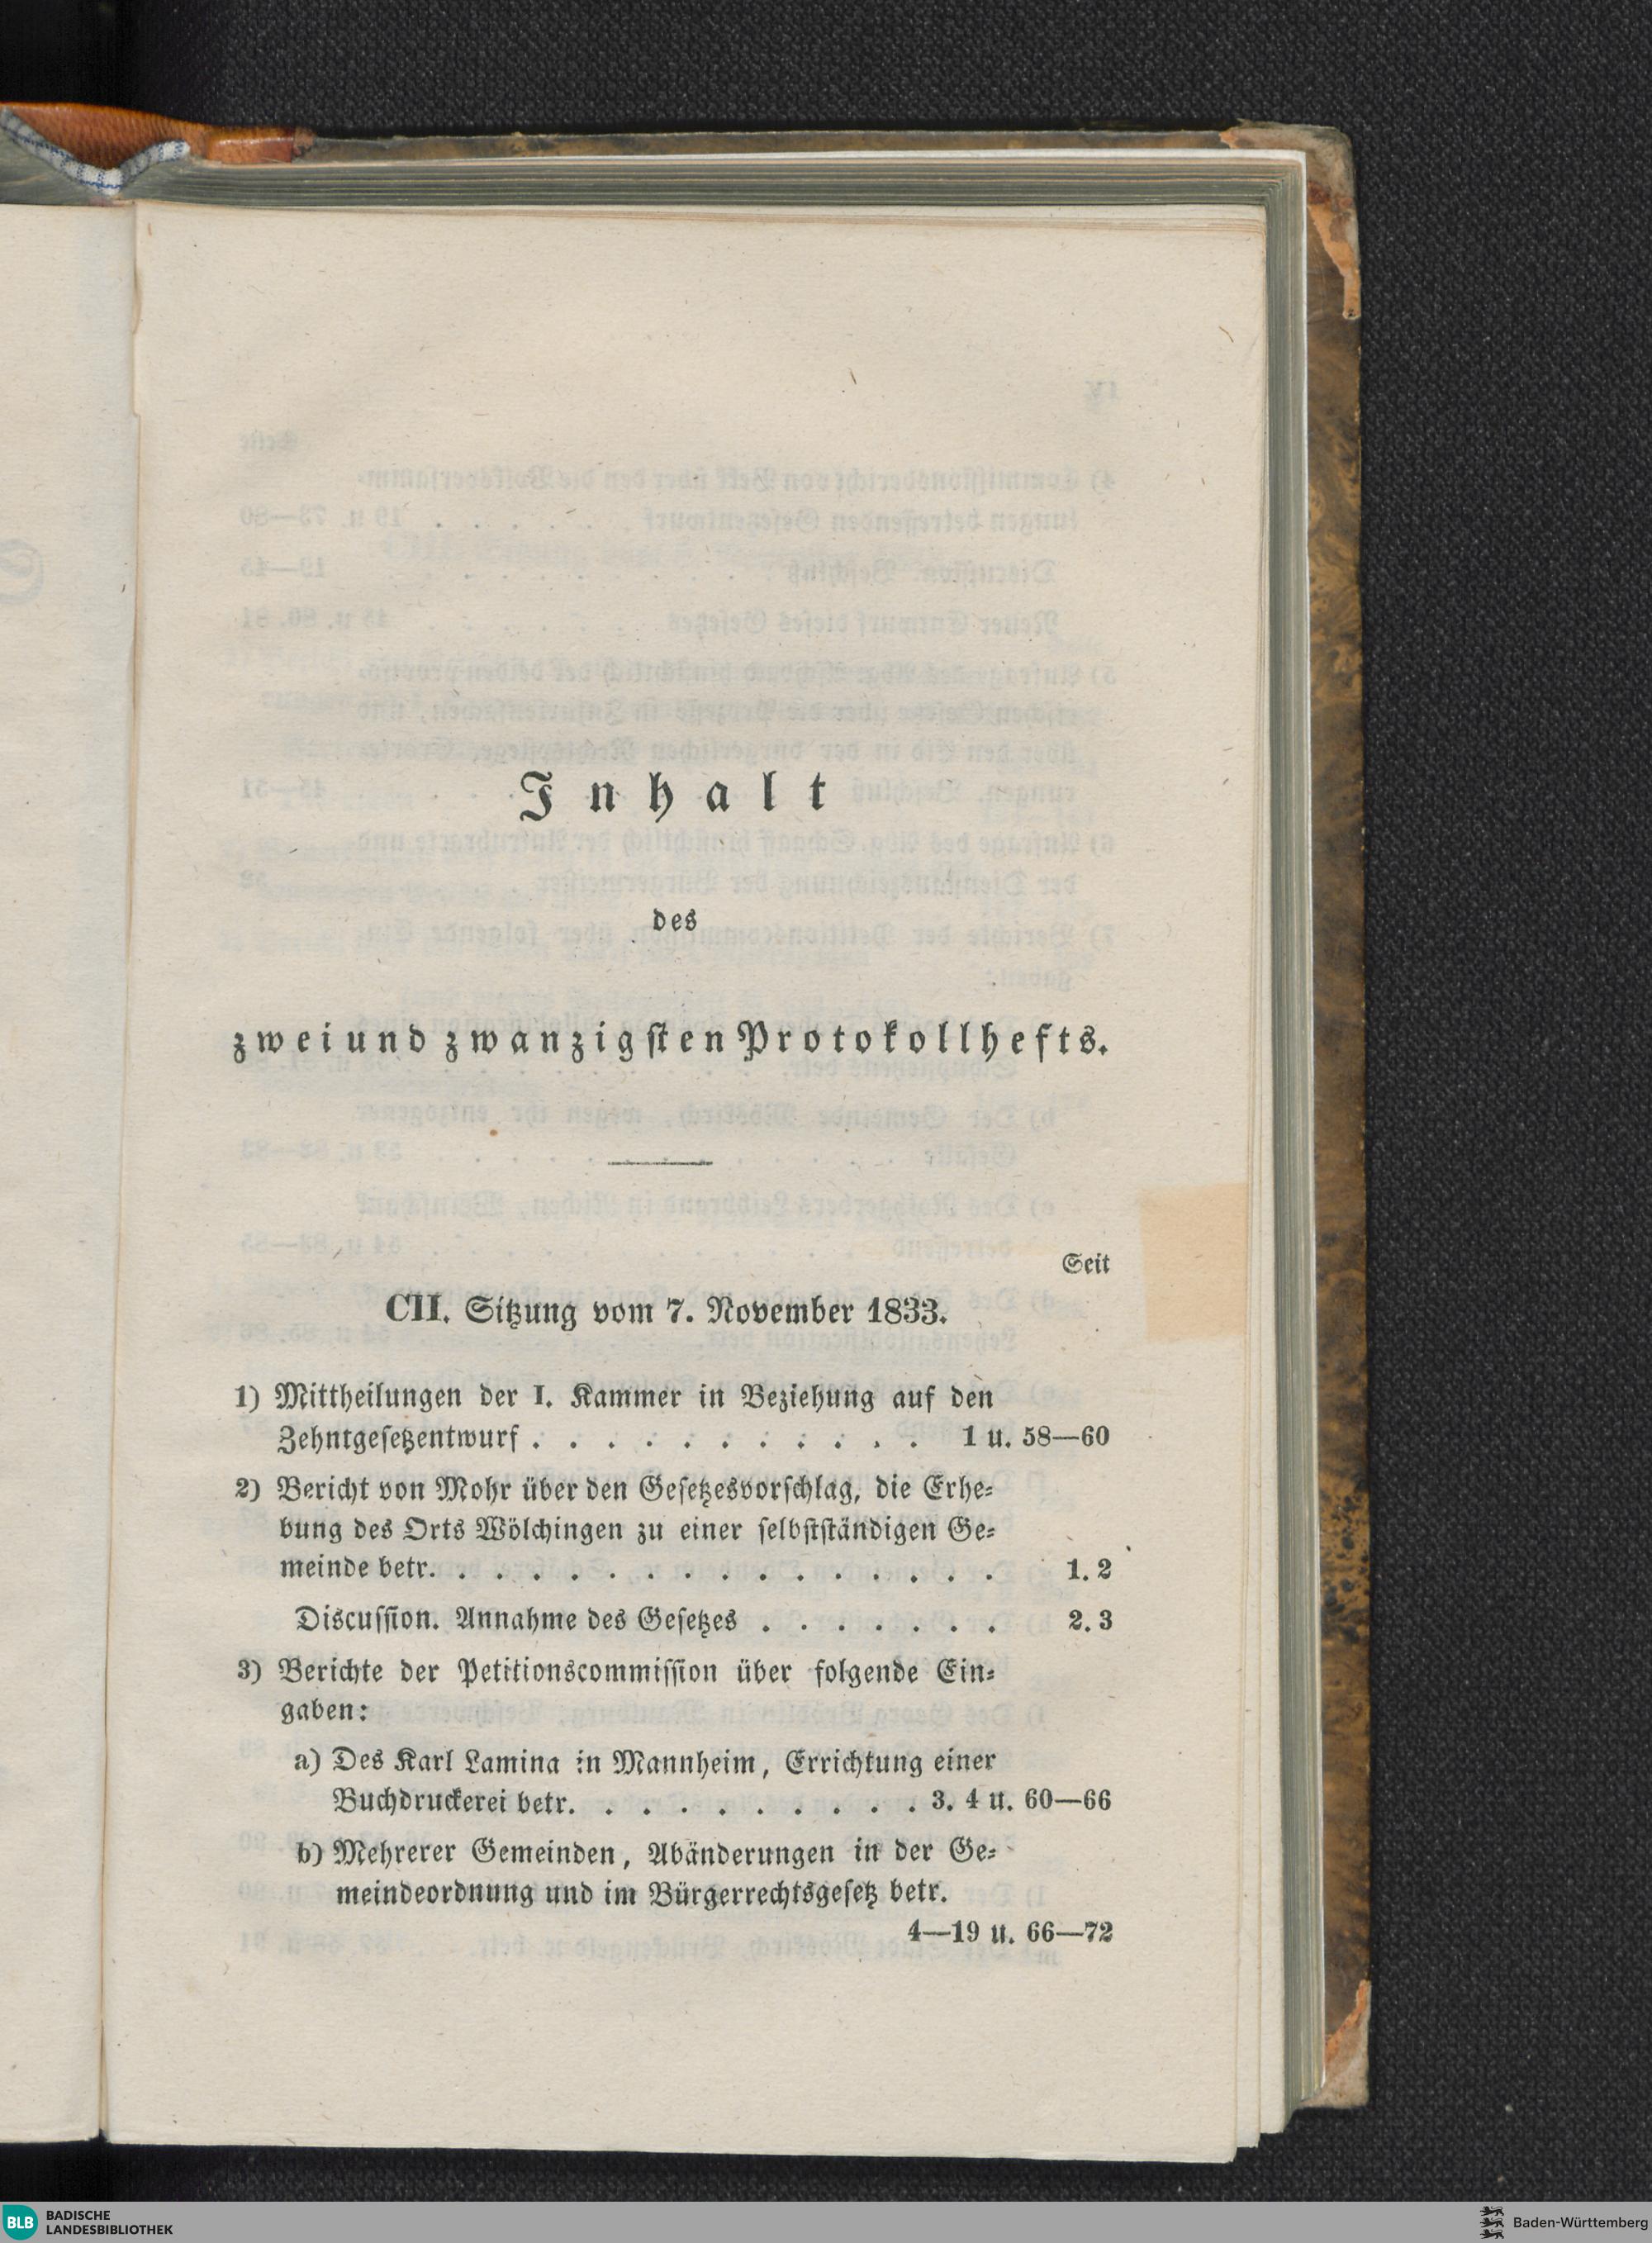 Inhalt
des
zweiundzwanzigsten Protokollhefts.
Seit
CII. Sitzung vom 7. November 1833.
1) Mittheilungen der I. Kammer in Beziehung auf den
Zehntgesetzentwurf . . . . . . . . . . . 1 u. 58—60
2) Bericht von Mohr über den Gesetzesvorschlag, die Erhe-
bung des Orts Wölchingen zu einer selbstständigen Ge-
meinde betr. . . . . . . . . . . . . . . . 1. 2
Discussion. Annahme des Gesetzes . . . . . . . 2. 3
3) Berichte der Petitionscommission über folgende Ein-
gaben:
a) Des Karl Lamina in Mannheim, Errichtung einer
Buchdruckerei betr. . . . . . . . . . . 3. 4 u. 60—66
b) Mehrerer Gemeinden, Abänderungen in der Ge-
meindeordnung und im Bürgerrechtsgesetz betr.
4—19 u. 66—72
BLB BADISCHE
LANDESBIBLIOTHEK
Baden-Württemberg